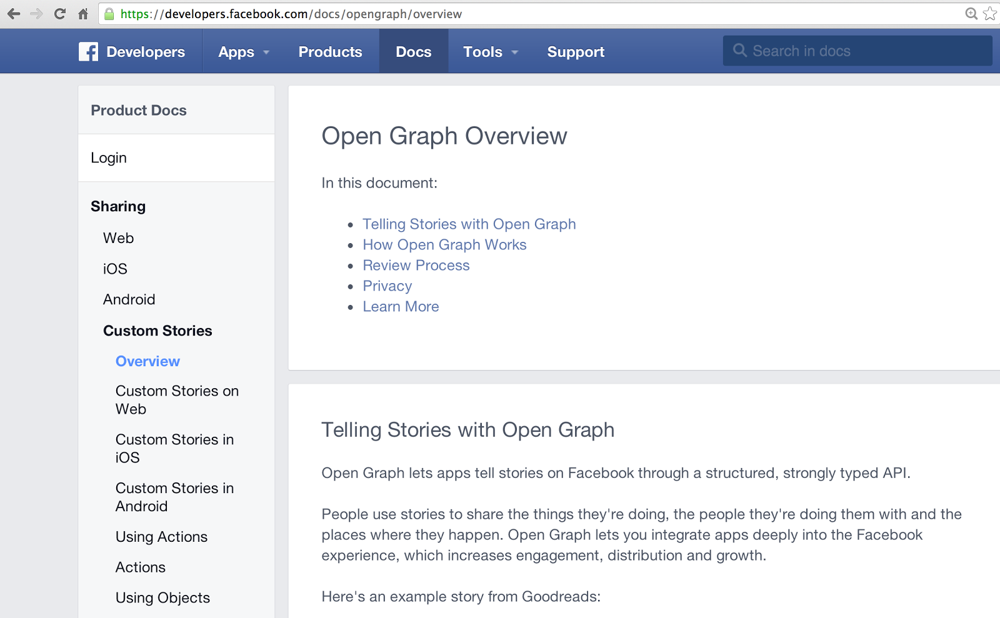 https://developers.facebook.com/docs/opengraph/overview
Developers
Apps
Products
Docs
Tools
Support
Search in docs
Product Docs
Login
Sharing
Web
iOS
Android
Custom Stories
Overview
Custom Stories on
Web
Custom Stories in
iOS
Custom Stories in
Android
Using Actions
Actions
Using Objects
Open Graph Overview
In this document:
Telling Stories with Open Graph
How Open Graph Works
Review Process
Privacy
Learn More
Telling Stories with Open Graph
Open Graph lets apps tell stories on Facebook through a structured, strongly typed API.
People use stories to share the things they're doing, the people they're doing them with and the
places where they happen. Open Graph lets you integrate apps deeply into the Facebook
experience, which increases engagement, distribution and growth.
Here's an example story from Goodreads: